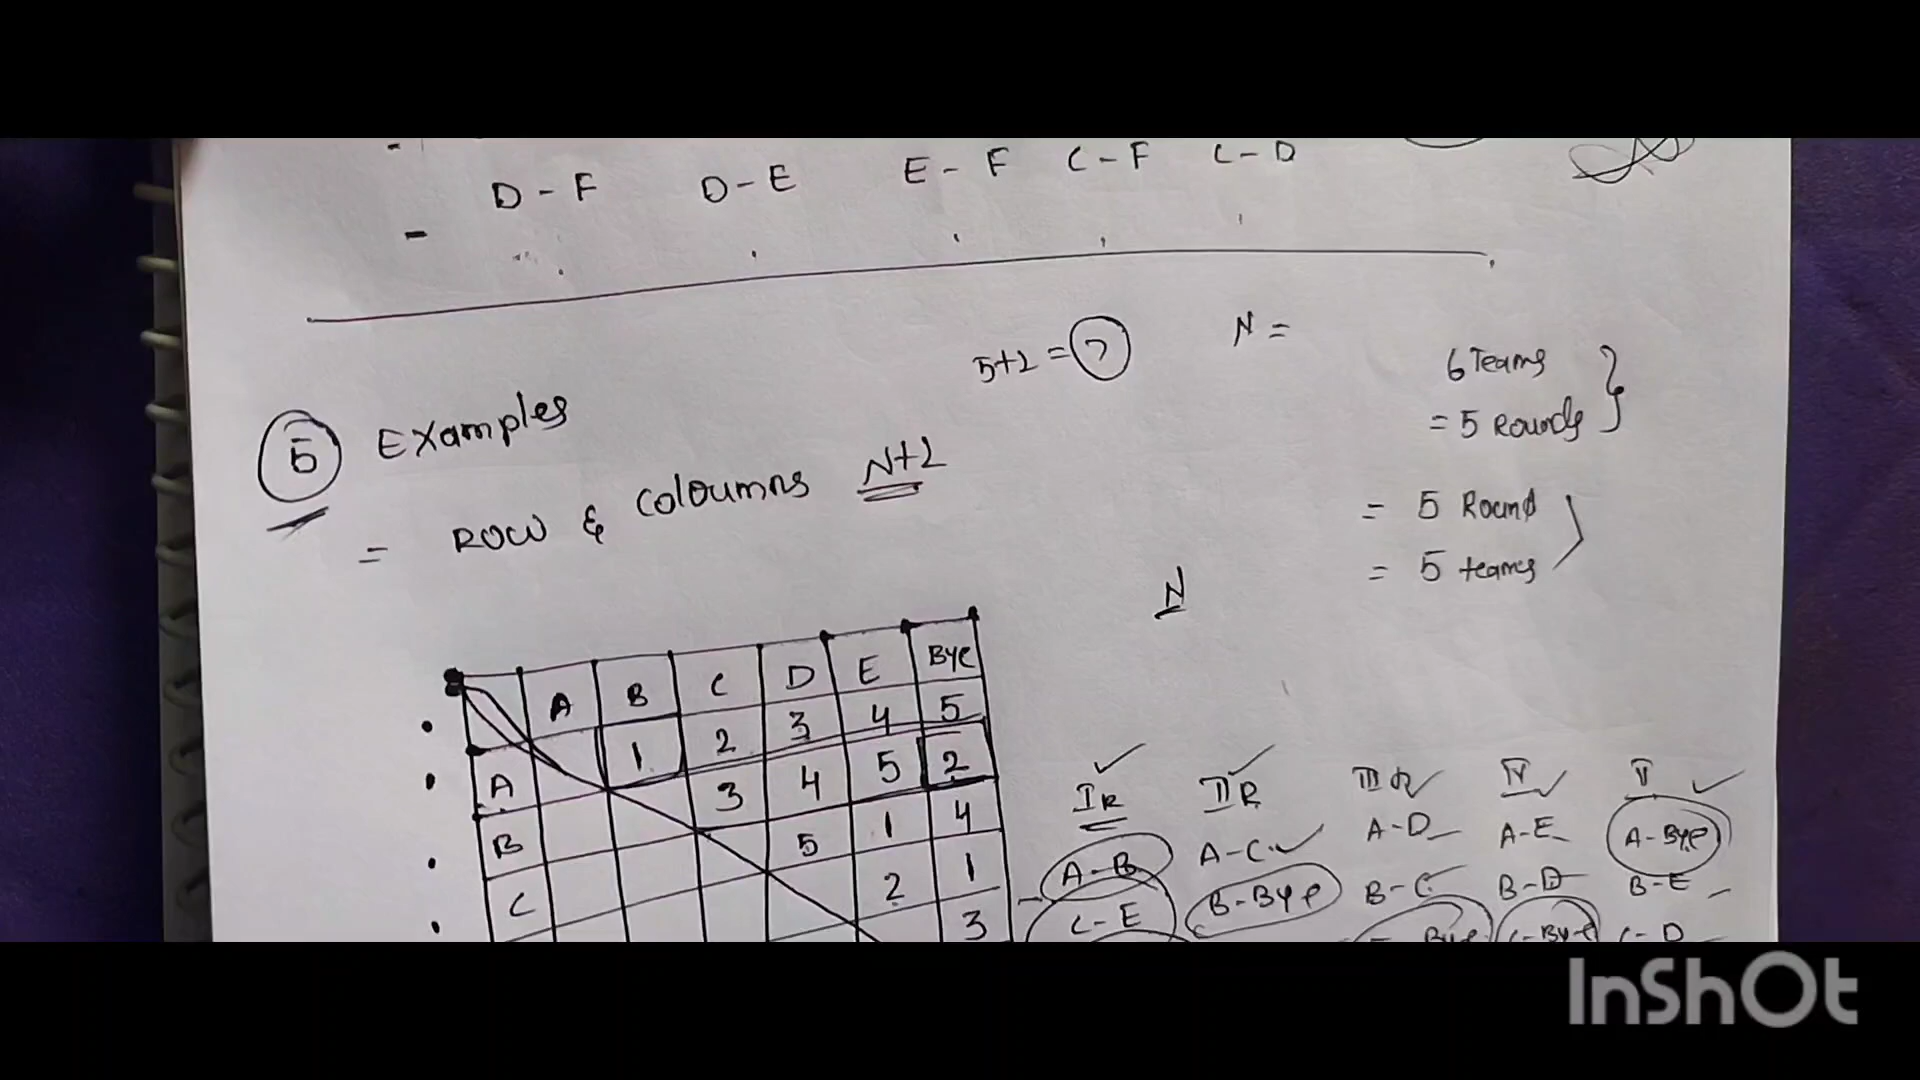 D - F D - E E - F C - F C - D
5+2 = 7 N =
6 Teams
= 5 Rounds
5 Examples
= Row & Coloumns N+2
= 5 Round
= 5 teams
N
A B C D E Bye
A 1 2 3 4 5
B 3 4 5 2
C 5 1 4
2 1
3
I R II R III R IV V
A-B A-C A-D A-E A-Bye
C-E B-Bye B-C B-D B-E
Bye C-Bye C-D
InShOt